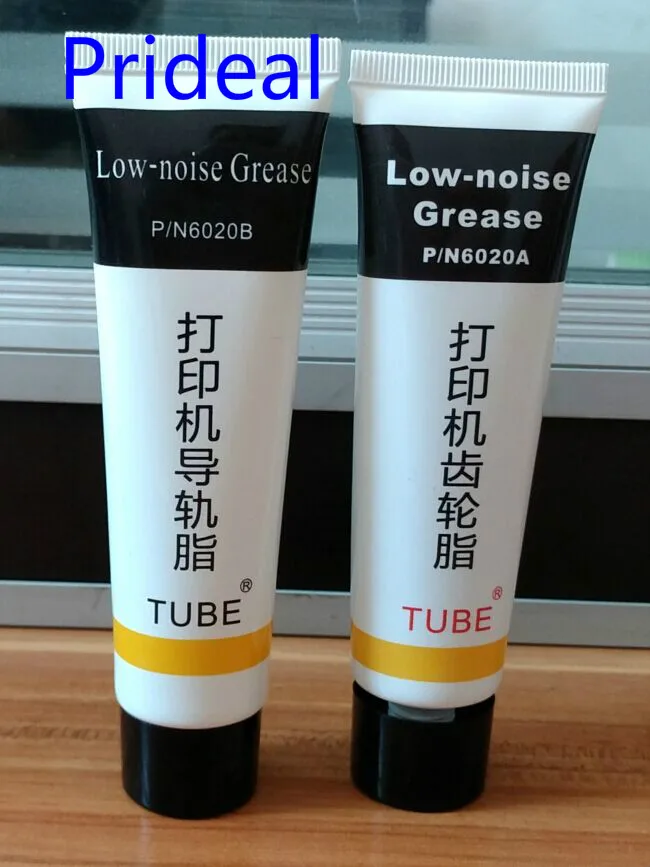 Prideal
Low-noise Grease
P/N6020B
打印机导轨脂
TUBE®
Low-noise
Grease
P/N6020A
打印机齿轮脂
TUBE®